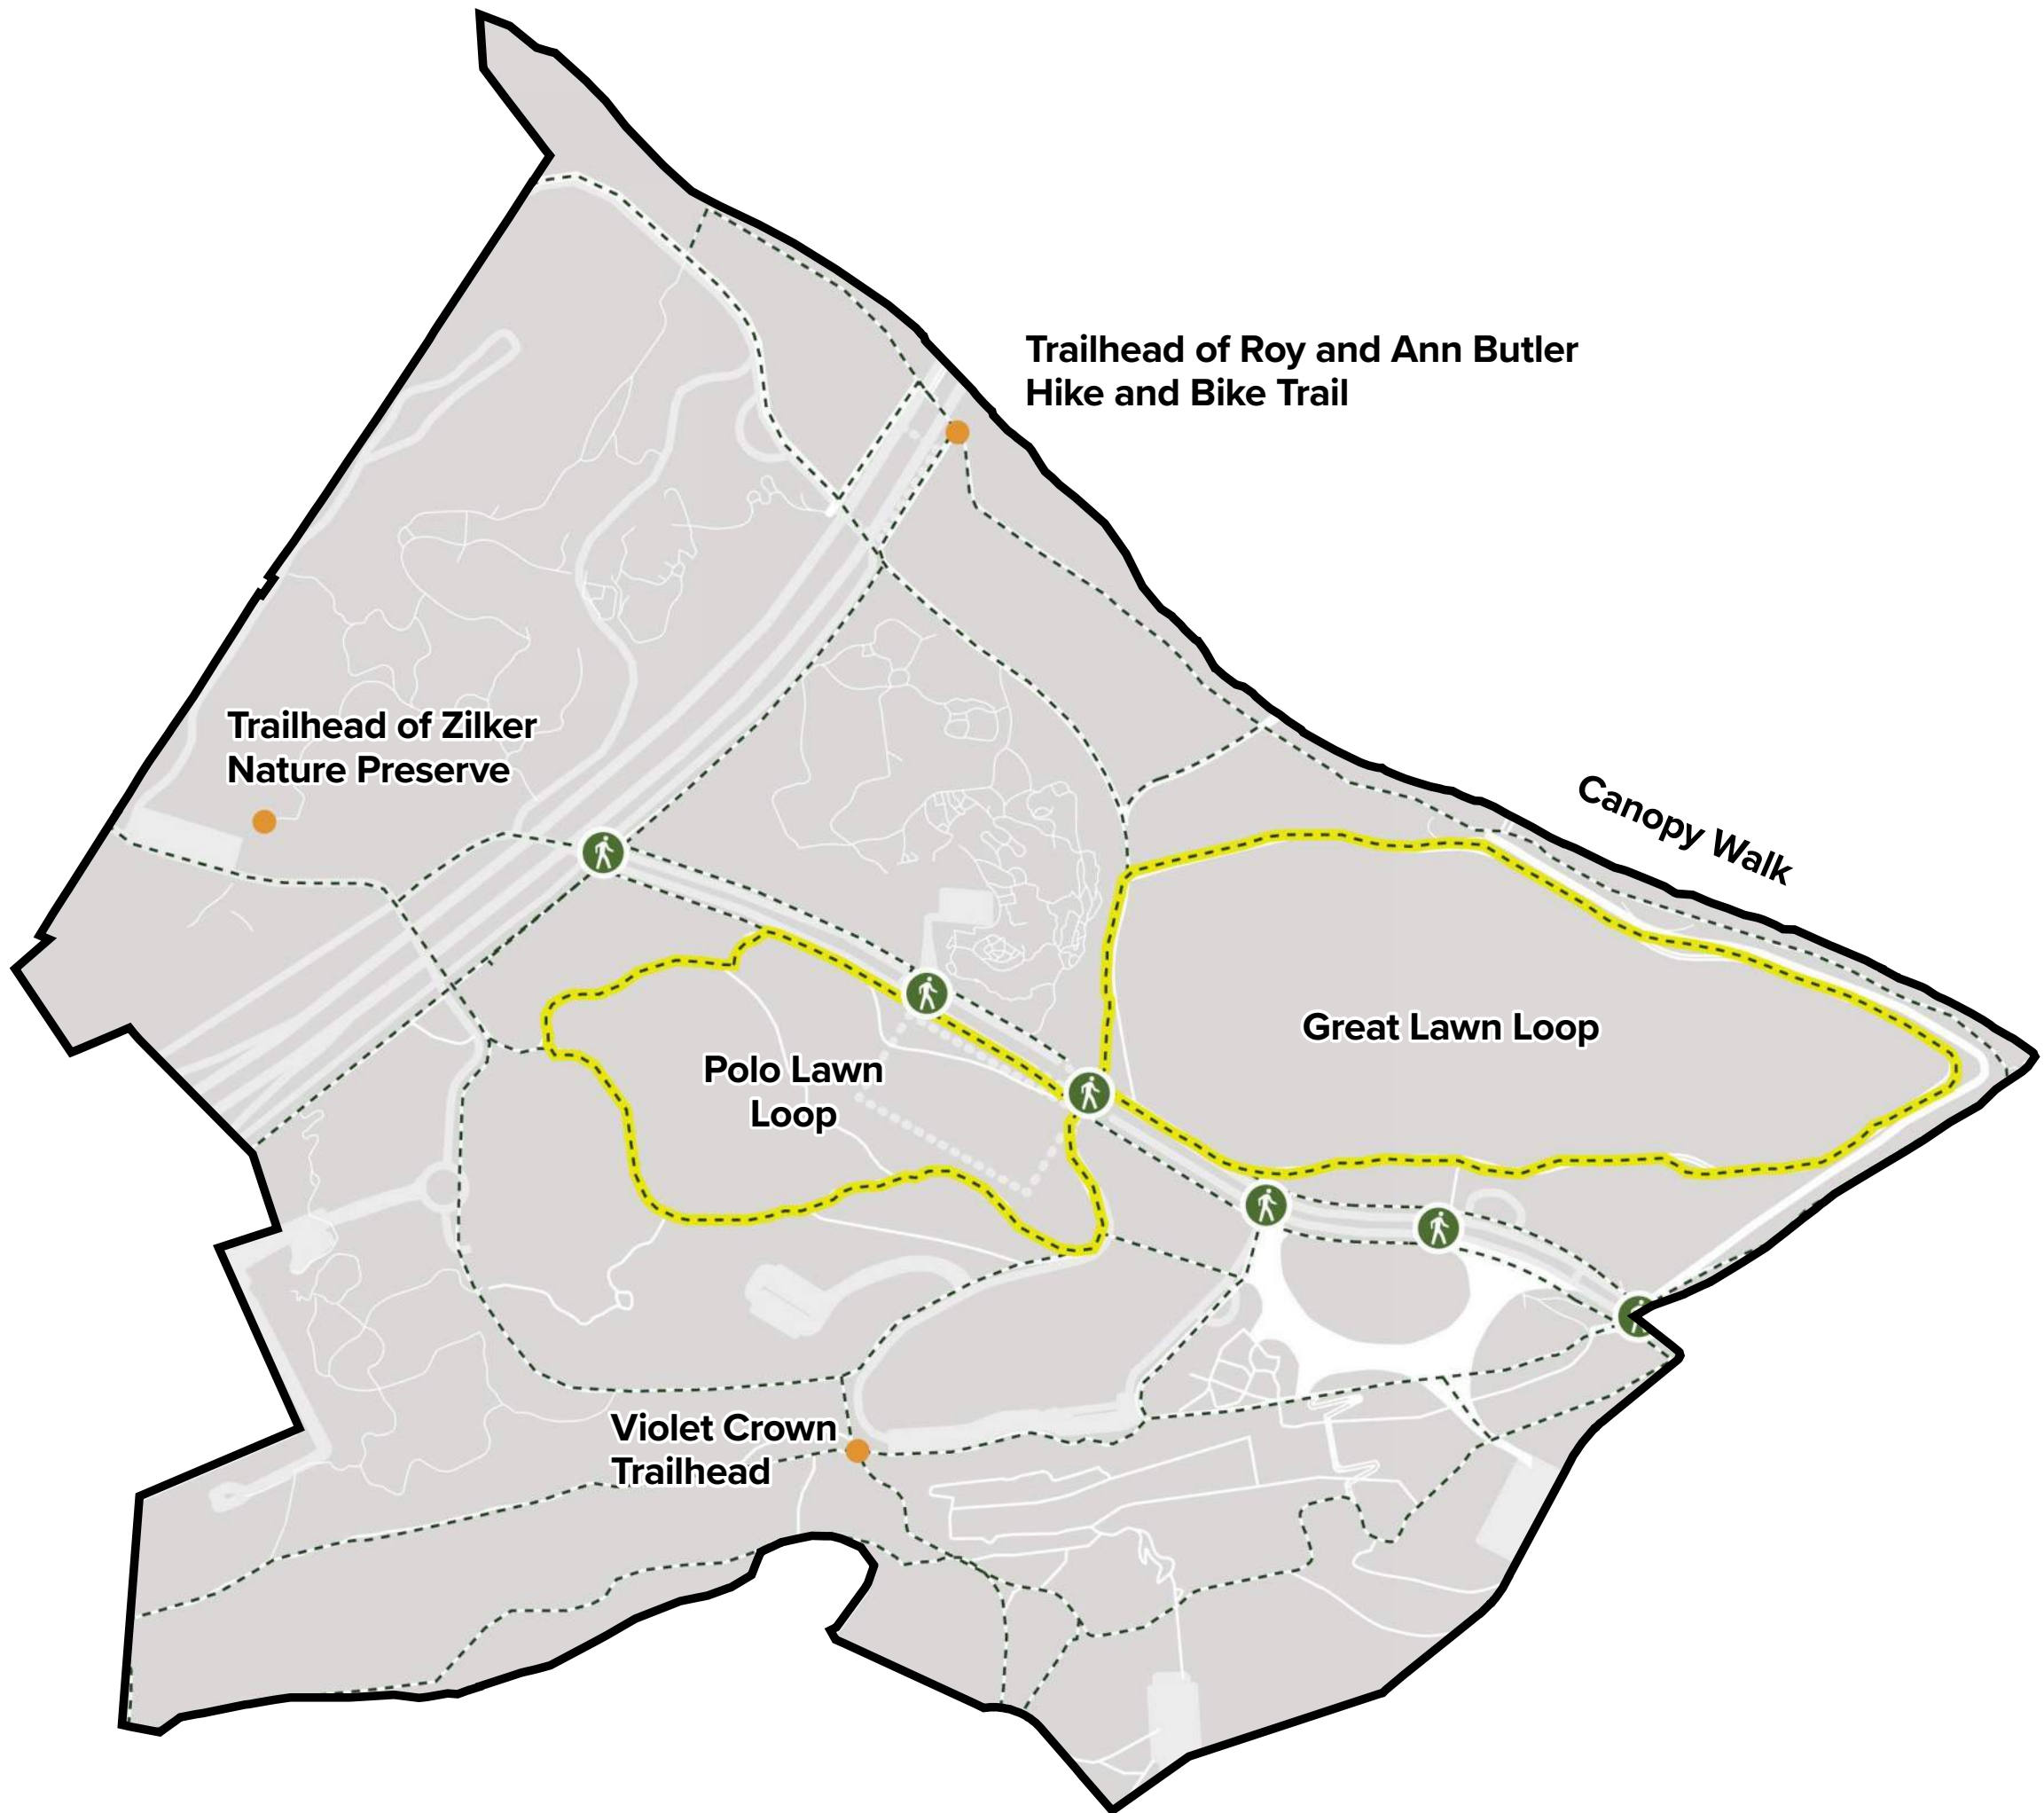 Trailhead of Roy and Ann Butler
Hike and Bike Trail
Trailhead of Zilker
Nature Preserve
Canopy Walk
Great Lawn Loop
Polo Lawn
Loop
Violet Crown
Trailhead